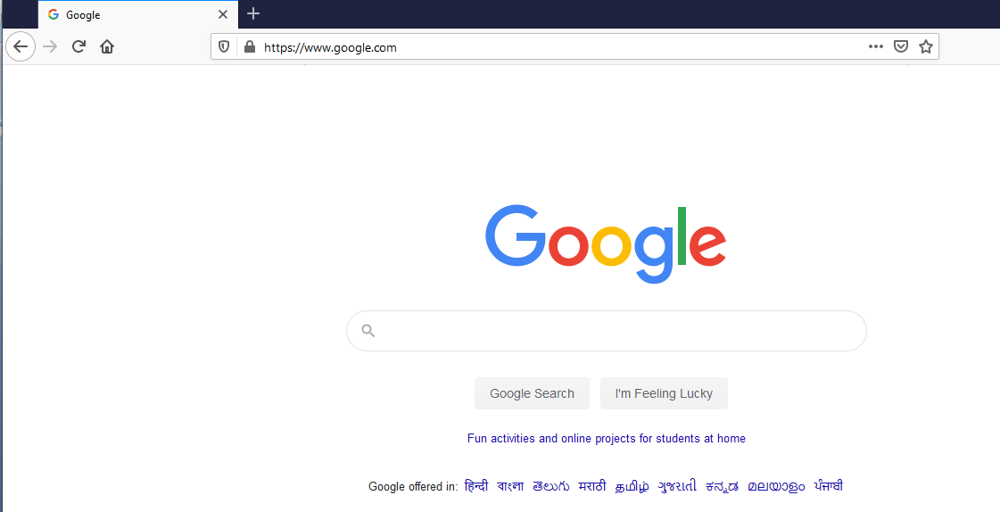 Google
https://www.google.com
Google
Google Search I'm Feeling Lucky
Fun activities and online projects for students at home
Google offered in: हिन्दी বাংলা తెలుగు मराठी தமிழ் ગુજરાતી ಕನ್ನಡ മലയാളം ਪੰਜਾਬੀ